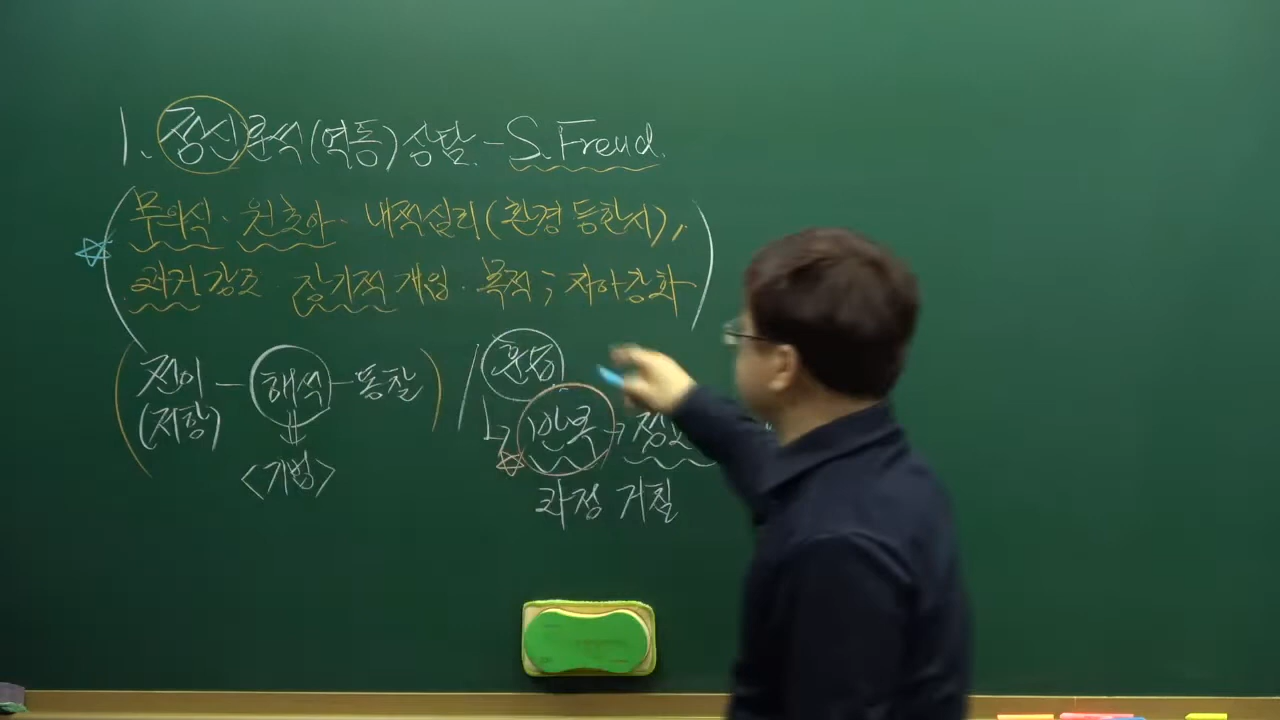 1. 정신분석(역동)상담 - S.Freud.
무의식·원초아·내적심리(환경 등한시),
과거 강조·장기적 개입·목적;자아강화
전이 - 해석 - 통찰
(저항)
<기법>
훈습
↳ 반복 →
과정 거칠